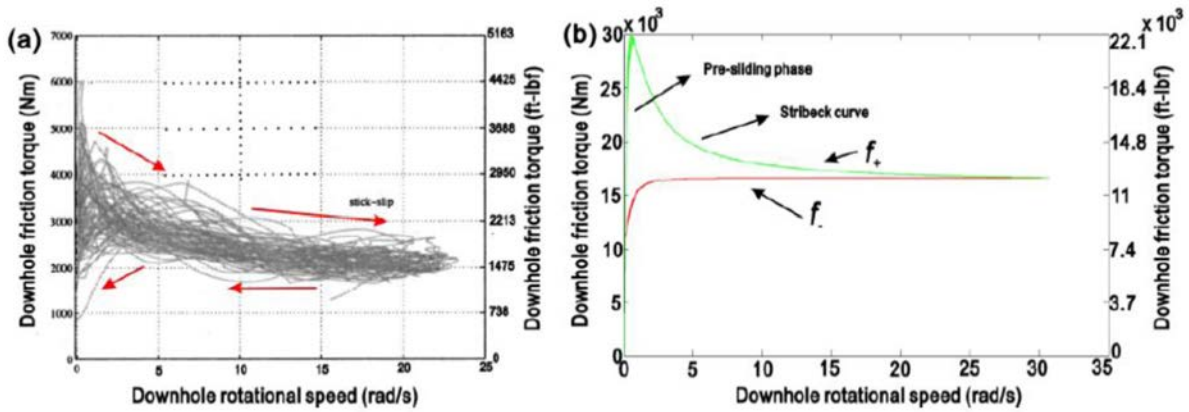 (a)
7000
6000
5000
4000
3000
2000
1000
0
Downhole friction torque (Nm)
5163
4425
3688
2950
2213
1475
738
0
Downhole friction torque (ft-lbf)
stick-slip
0
5
10
15
20
25
Downhole rotational speed (rad/s)
(b)
x 10³
30
25
20
15
10
5
0
Downhole friction torque (Nm)
x 10³
22.1
18.4
14.8
11
7.4
3.7
0
Downhole friction torque (ft-lbf)
Pre-sliding phase
Stribeck curve
f+
f-
0
5
10
15
20
25
30
35
Downhole rotational speed (rad/s)